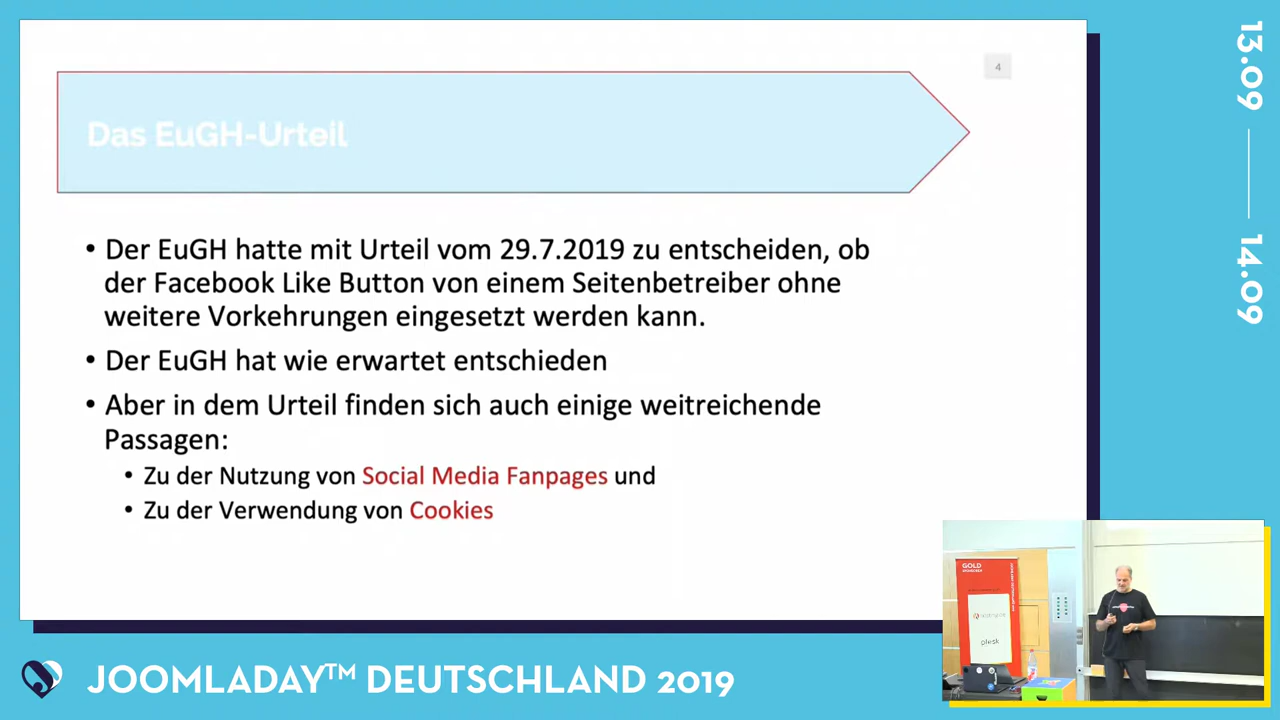 4
Das EuGH-Urteil
• Der EuGH hatte mit Urteil vom 29.7.2019 zu entscheiden, ob
der Facebook Like Button von einem Seitenbetreiber ohne
weitere Vorkehrungen eingesetzt werden kann.
• Der EuGH hat wie erwartet entschieden
• Aber in dem Urteil finden sich auch einige weitreichende
Passagen:
• Zu der Nutzung von Social Media Fanpages und
• Zu der Verwendung von Cookies
13.09
14.09
GOLD
plesk
JOOMLADAY™ DEUTSCHLAND 2019